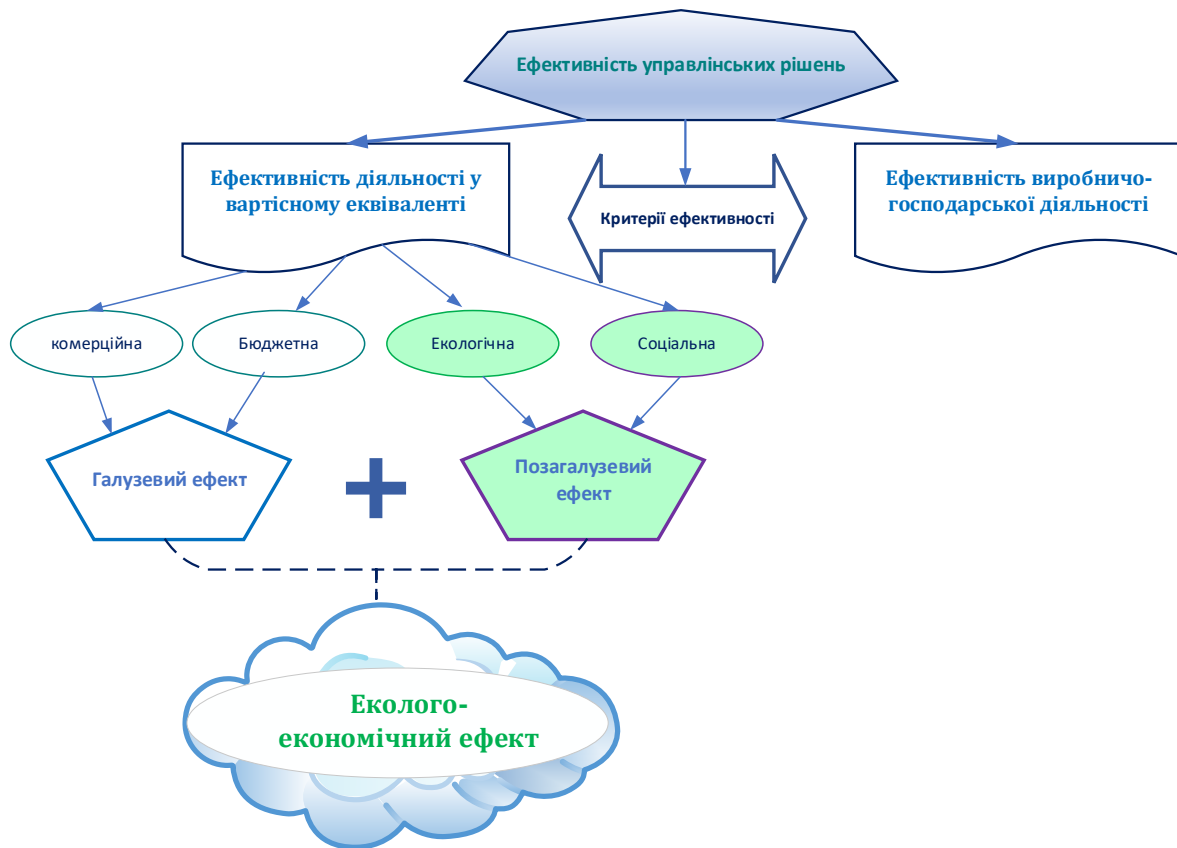 Ефективність управлінських рішень
Ефективність діяльності у
вартісному еквіваленті
Критерії ефективності
Ефективність виробничо-
господарської діяльності
комерційна
Бюджетна
Екологічна
Соціальна
Галузевий ефект
Позагалузевий
ефект
Еколого-
економічний ефект